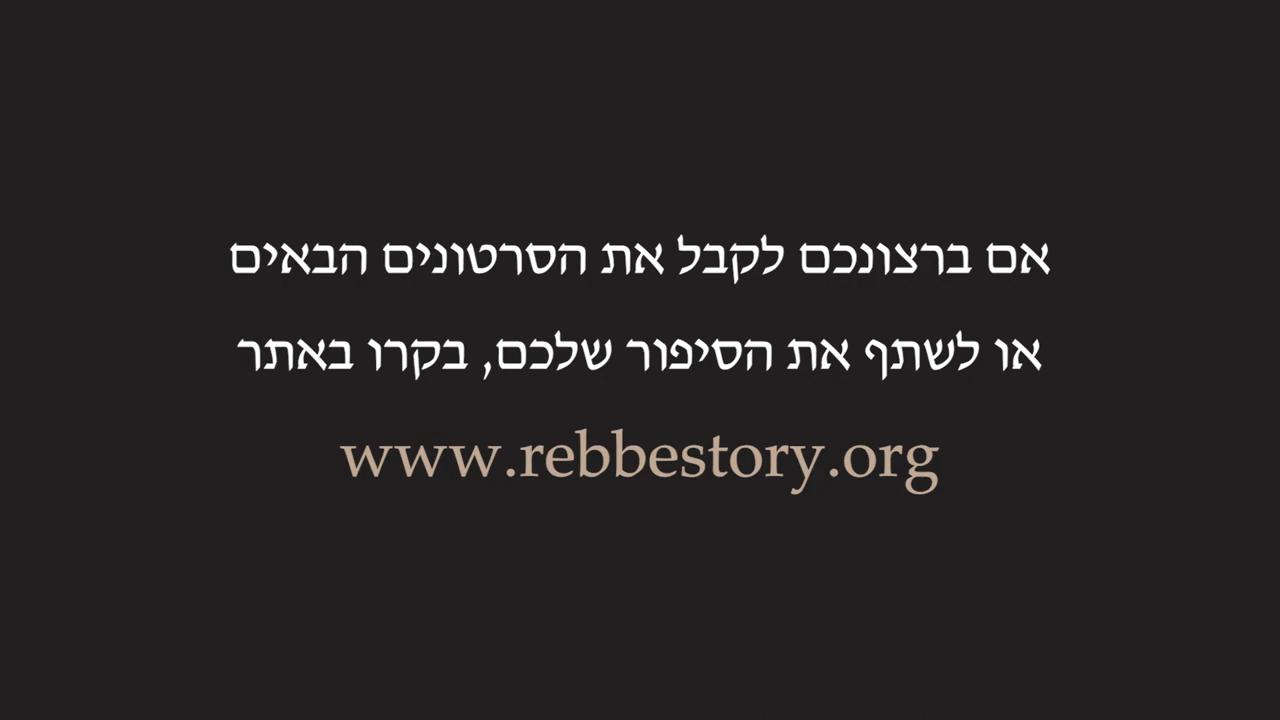 אם ברצונכם לקבל את הסרטונים הבאים
או לשתף את הסיפור שלכם, בקרו באתר
www.rebbestory.org